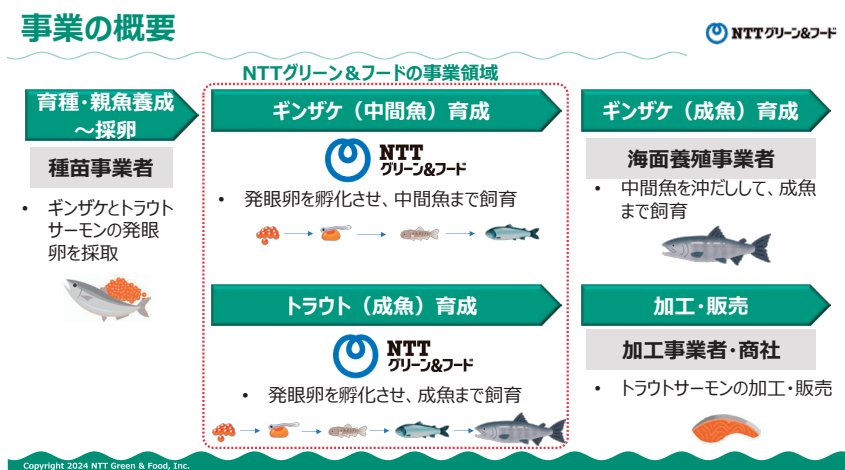 事業の概要
NTTグリーン&フード
NTTグリーン＆フードの事業領域
育種・親魚養成
～採卵
種苗事業者
• ギンザケとトラウト
サーモンの発眼
卵を採取
ギンザケ（中間魚）育成
NTT
グリーン&フード
• 発眼卵を孵化させ、中間魚まで飼育
トラウト（成魚）育成
NTT
グリーン&フード
• 発眼卵を孵化させ、成魚まで飼育
ギンザケ（成魚）育成
海面養殖事業者
• 中間魚を沖だしして、成魚
まで飼育
加工・販売
加工事業者・商社
• トラウトサーモンの加工・販売
Copyright 2024 NTT Green & Food, Inc.